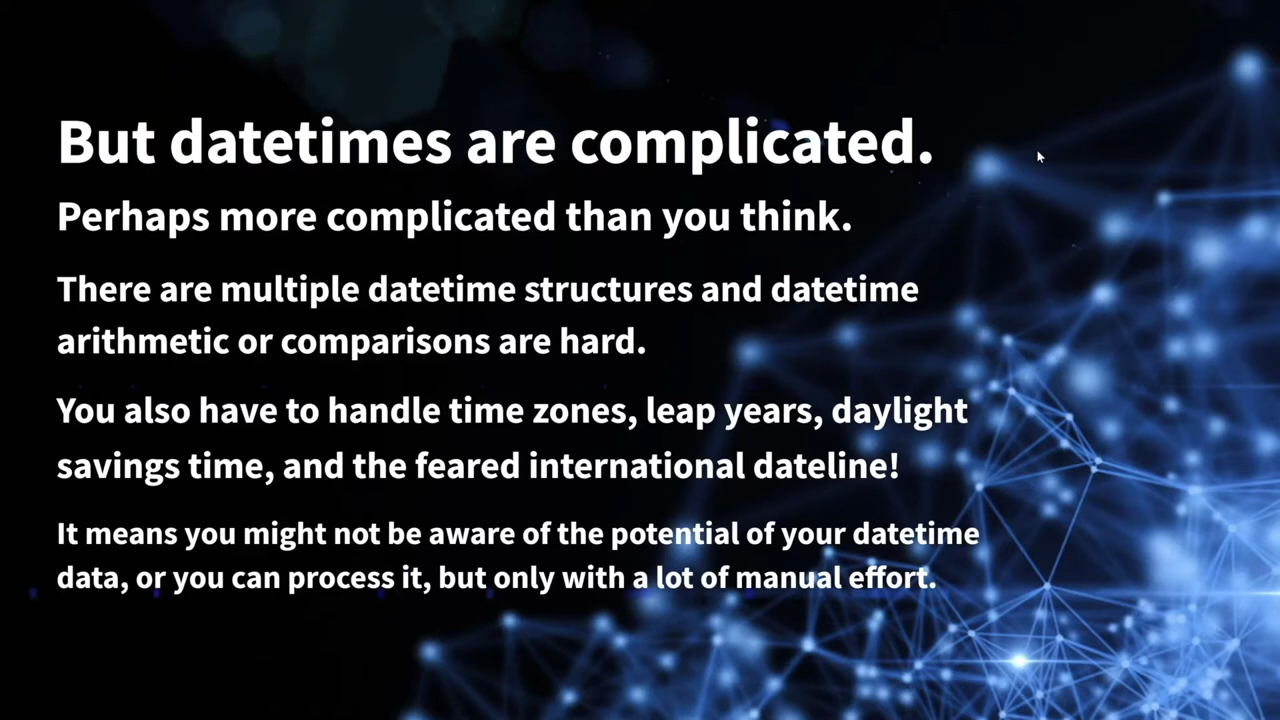 But datetimes are complicated.
Perhaps more complicated than you think.
There are multiple datetime structures and datetime
arithmetic or comparisons are hard.
You also have to handle time zones, leap years, daylight
savings time, and the feared international dateline!
It means you might not be aware of the potential of your datetime
data, or you can process it, but only with a lot of manual effort.